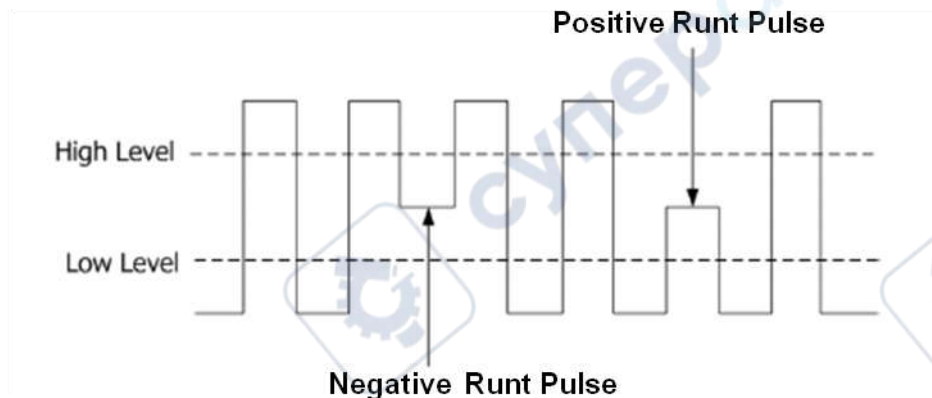 Positive Runt Pulse
High Level
Low Level
Negative Runt Pulse